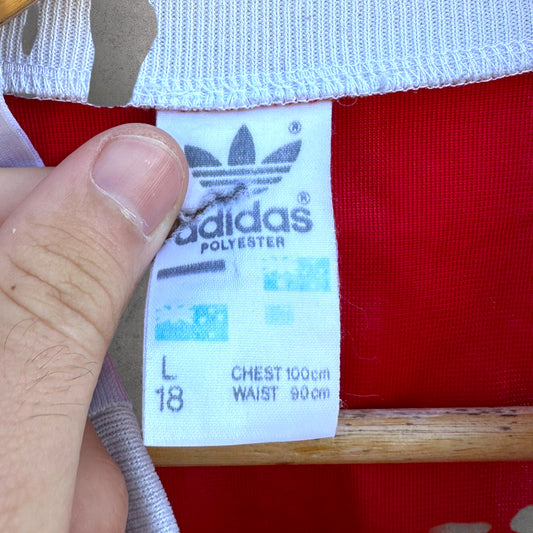 ®
adidas®
POLYESTER
L
18
CHEST 100cm
WAIST 90cm